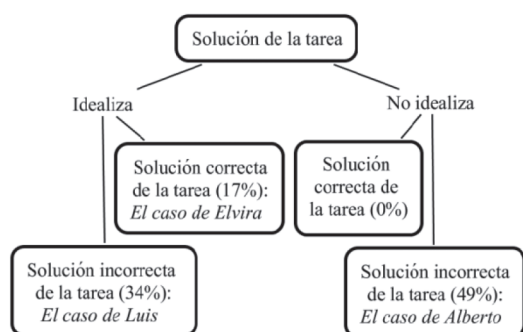 Solución de la tarea
Idealiza
No idealiza
Solución correcta
de la tarea (17%):
El caso de Elvira
Solución
correcta de
la tarea (0%)
Solución incorrecta
de la tarea (34%):
El caso de Luis
Solución incorrecta
de la tarea (49%):
El caso de Alberto